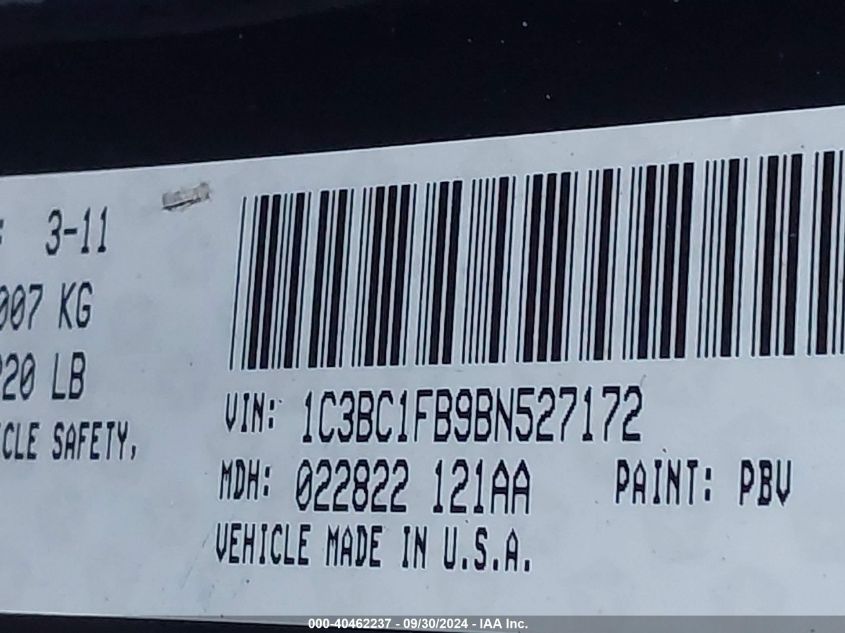 : 3-11
007 KG
20 LB
CLE SAFETY,
VIN: 1C3BC1FB9BN527172
MDH: 022822 121AA PAINT: PBV
VEHICLE MADE IN U.S.A.
000-40462237 - 09/30/2024 - IAA Inc.